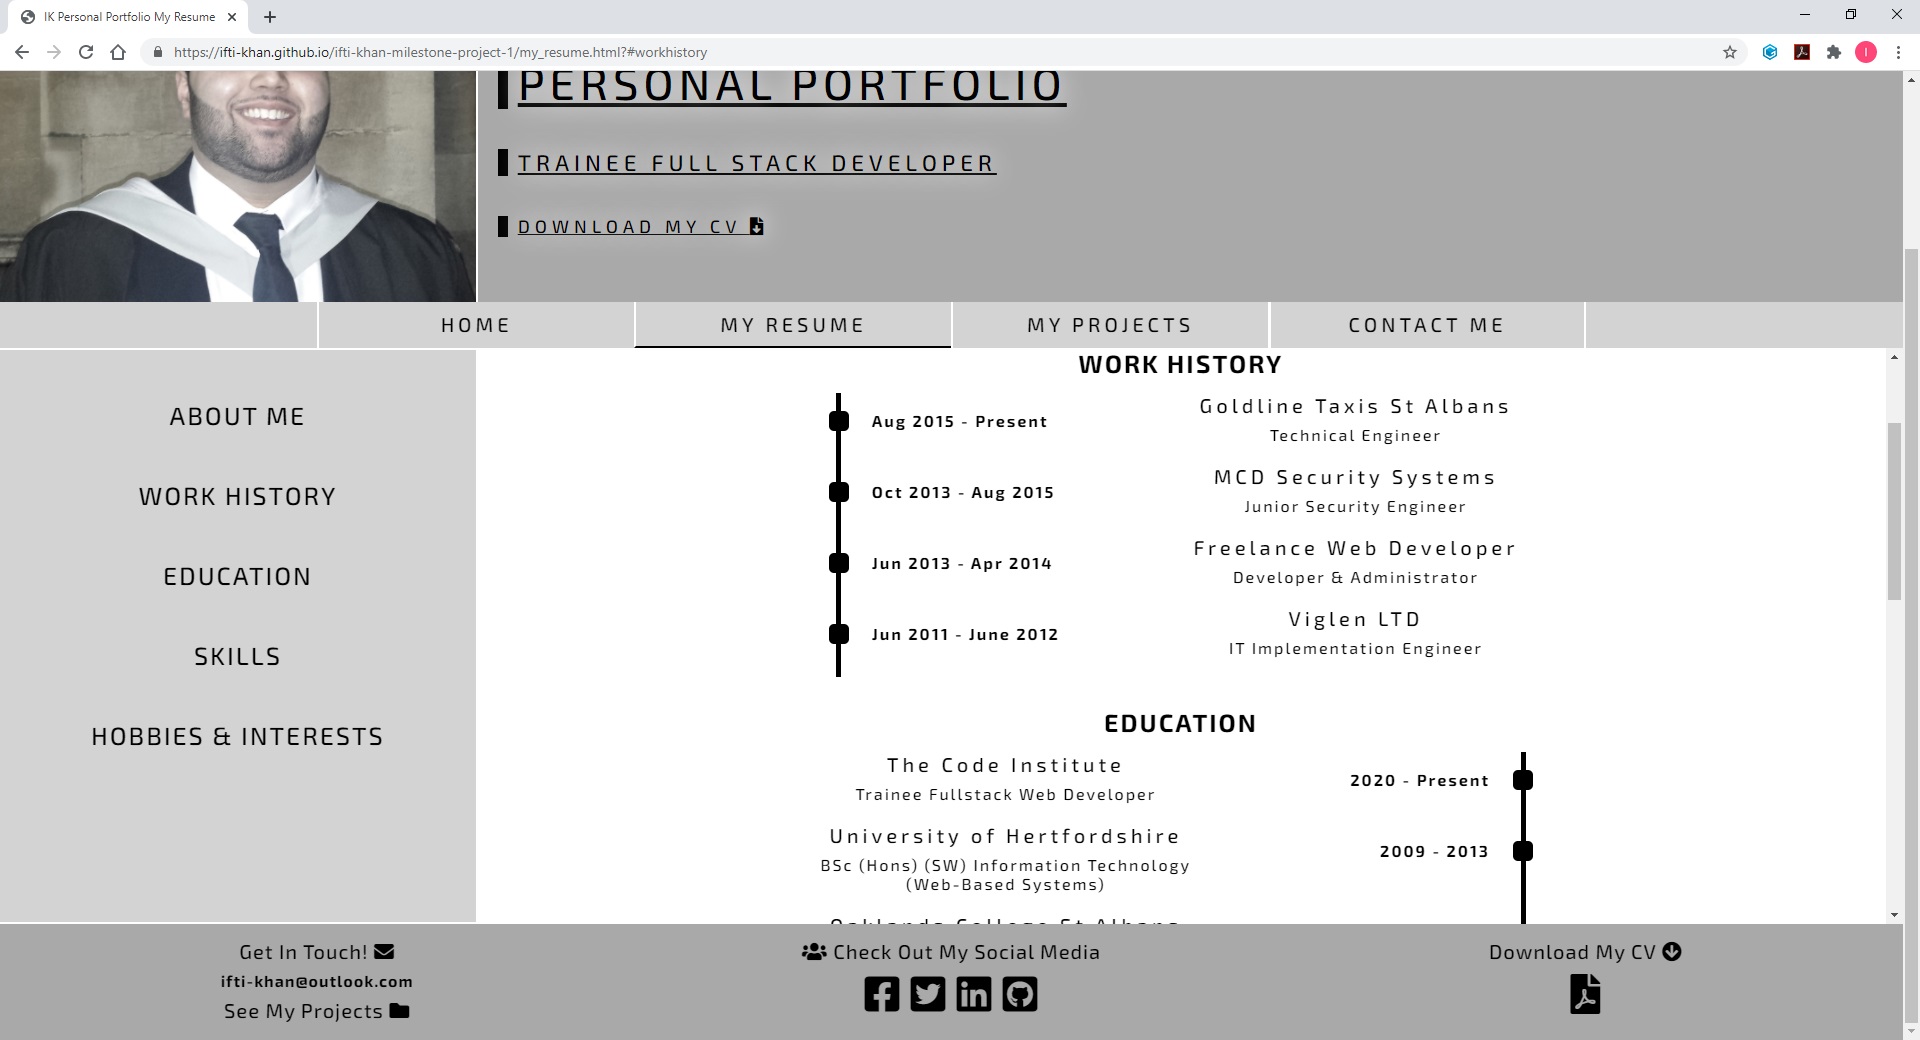 IK Personal Portfolio My Resume
https://ifti-khan.github.io/ifti-khan-milestone-project-1/my_resume.html?#workhistory
I
PERSONAL PORTFOLIO
TRAINEE FULL STACK DEVELOPER
DOWNLOAD MY CV
HOME
MY RESUME
MY PROJECTS
CONTACT ME
ABOUT ME
WORK HISTORY
EDUCATION
SKILLS
HOBBIES & INTERESTS
WORK HISTORY
Aug 2015 - Present
Goldline Taxis St Albans
Technical Engineer
Oct 2013 - Aug 2015
MCD Security Systems
Junior Security Engineer
Jun 2013 - Apr 2014
Freelance Web Developer
Developer & Administrator
Jun 2011 - June 2012
Viglen LTD
IT Implementation Engineer
EDUCATION
The Code Institute
Trainee Fullstack Web Developer
2020 - Present
University of Hertfordshire
BSc (Hons) (SW) Information Technology
(Web-Based Systems)
2009 - 2013
Oaklands College St Albans
Get In Touch!
ifti-khan@outlook.com
See My Projects
Check Out My Social Media
Download My CV